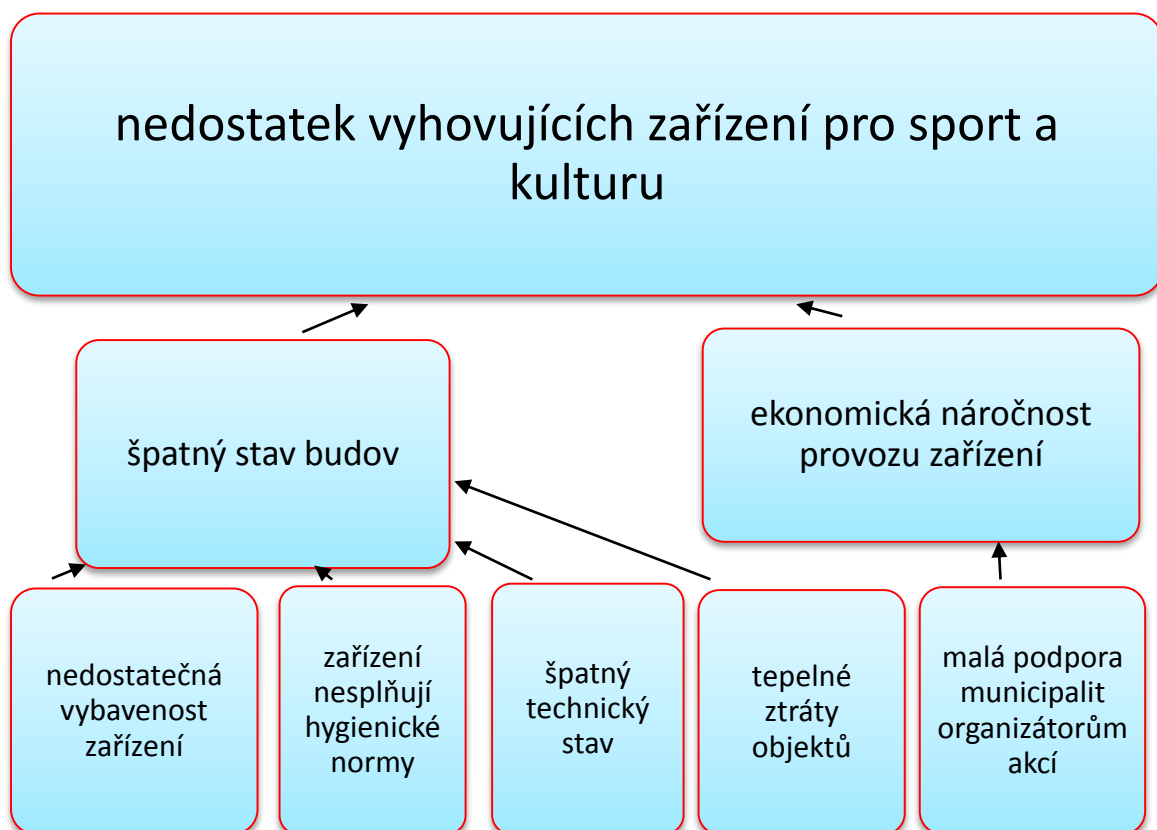 nedostatek vyhovujících zařízení pro sport a
kulturu
špatný stav budov
ekonomická náročnost
provozu zařízení
nedostatečná
vybavenost
zařízení
zařízení
nesplňují
hygienické
normy
špatný
technický
stav
tepelné
ztráty
objektů
malá podpora
municipalit
organizátorům
akcí